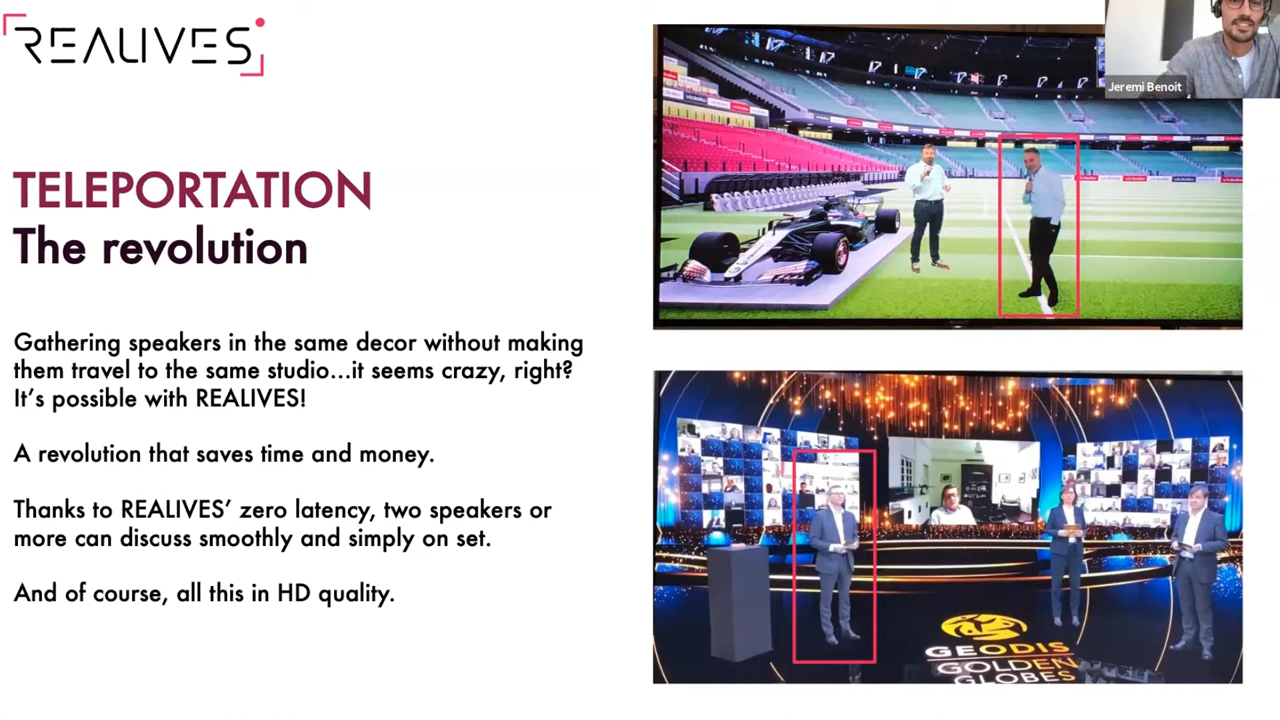 REALIVES
Jeremi Benoit
TELEPORTATION
The revolution
Gathering speakers in the same decor without making
them travel to the same studio...it seems crazy, right?
It's possible with REALIVES!
A revolution that saves time and money.
Thanks to REALIVES' zero latency, two speakers or
more can discuss smoothly and simply on set.
And of course, all this in HD quality.
GEODIS
GOLDEN
GLOBES